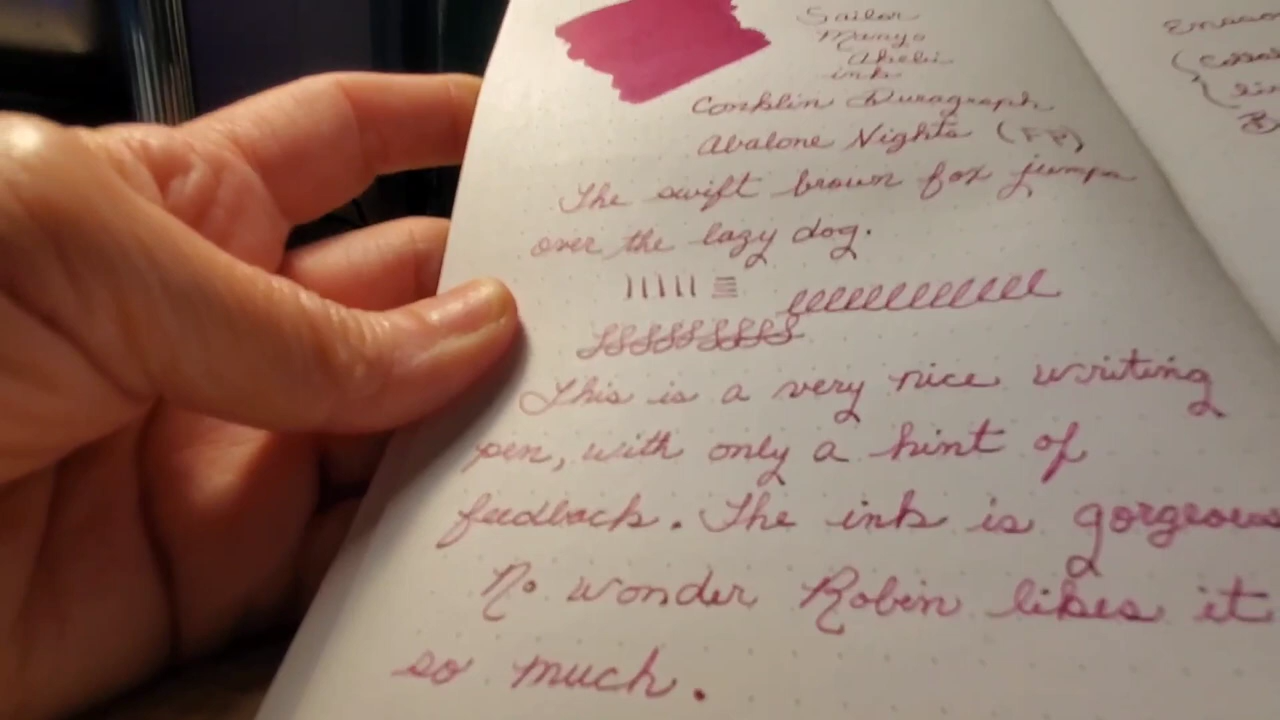 Sailor
Manyo
Akebi
ink
Conklin Duragraph
Abalone Nights (FP)
The swift brown fox jumps
over the lazy dog.
This is a very nice writing
pen, with only a hint of
feedback. The ink is gorgeous
No wonder Robin likes it
so much.